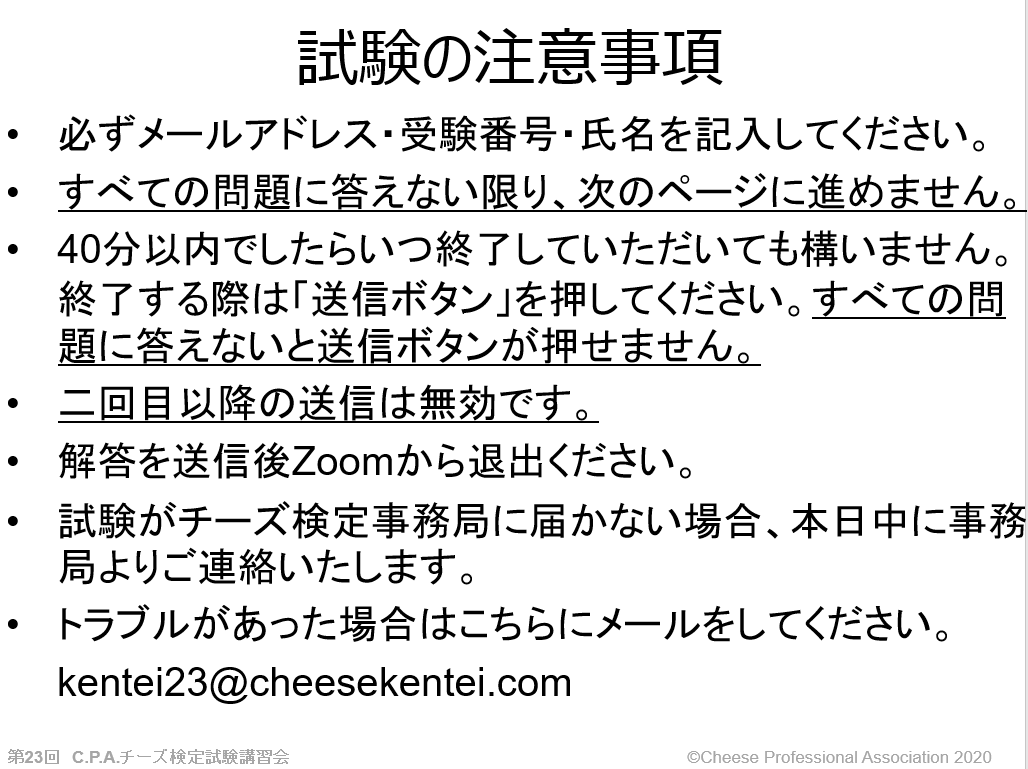 試験の注意事項
• 必ずメールアドレス・受験番号・氏名を記入してください。
• すべての問題に答えない限り、次のページに進めません。
• 40分以内でしたらいつ終了していただいても構いません。
終了する際は「送信ボタン」を押してください。すべての問
題に答えないと送信ボタンが押せません。
• 二回目以降の送信は無効です。
• 解答を送信後Zoomから退出ください。
• 試験がチーズ検定事務局に届かない場合、本日中に事務
局よりご連絡いたします。
• トラブルがあった場合はこちらにメールをしてください。
kentei23@cheesekentei.com
第23回 C.P.A.チーズ検定試験講習会
©Cheese Professional Association 2020